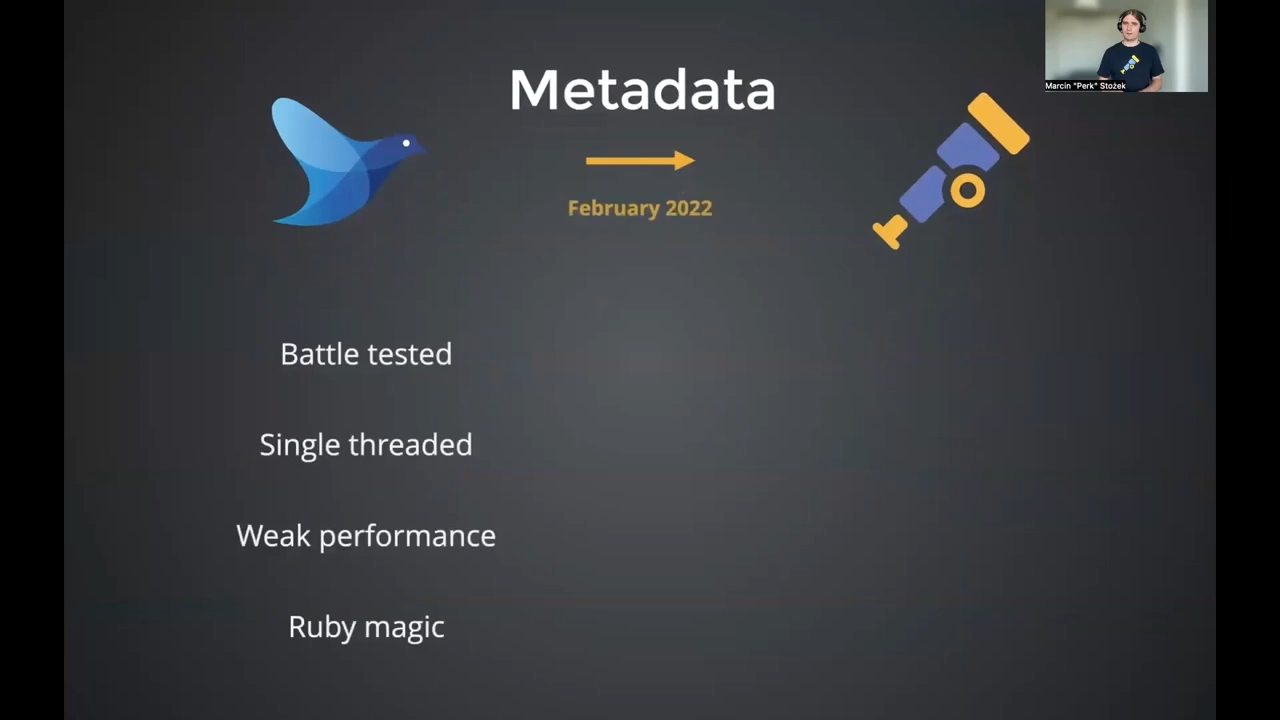 Metadata
Marcin "Perk" Stożek
February 2022
Battle tested
Single threaded
Weak performance
Ruby magic